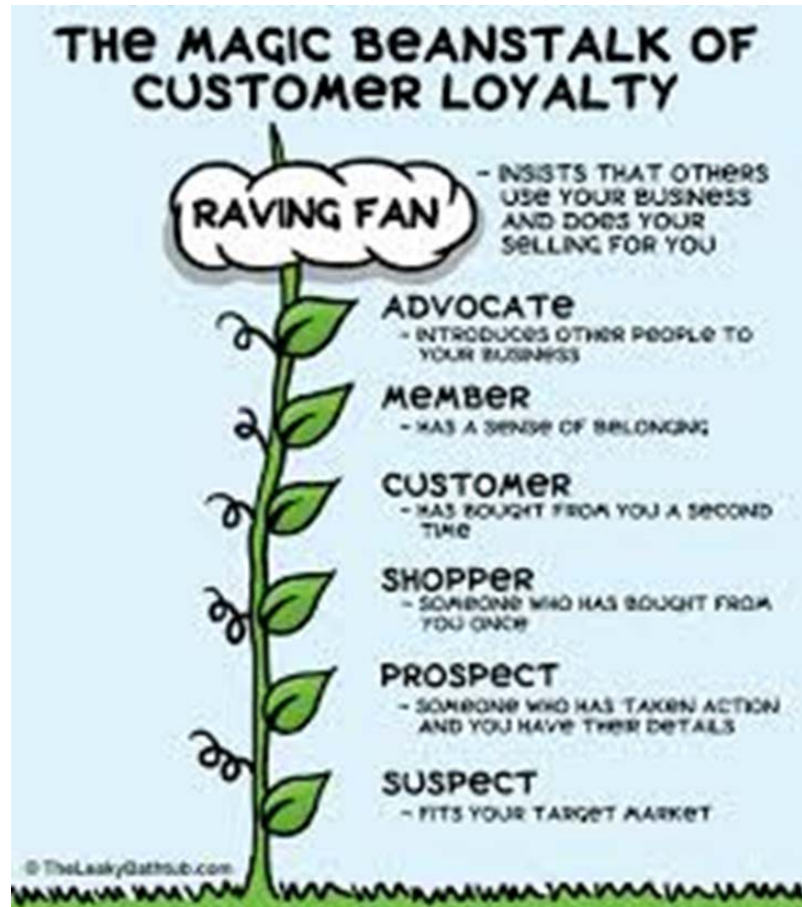 THE MAGIC BEANSTALK OF
CUSTOMER LOYALTY
RAVING FAN
- INSISTS THAT OTHERS
USE YOUR BUSINESS
AND DOES YOUR
SELLING FOR YOU
ADVOCATE
- INTRODUCES OTHER PEOPLE TO
YOUR BUSINESS
MEMBER
- HAS A SENSE OF BELONGING
CUSTOMER
- HAS BOUGHT FROM YOU A SECOND
TIME
SHOPPER
- SOMEONE WHO HAS BOUGHT FROM
YOU ONCE
PROSPECT
- SOMEONE WHO HAS TAKEN ACTION
AND YOU HAVE THEIR DETAILS
SUSPECT
- FITS YOUR TARGET MARKET
© TheLeakyBathtub.com